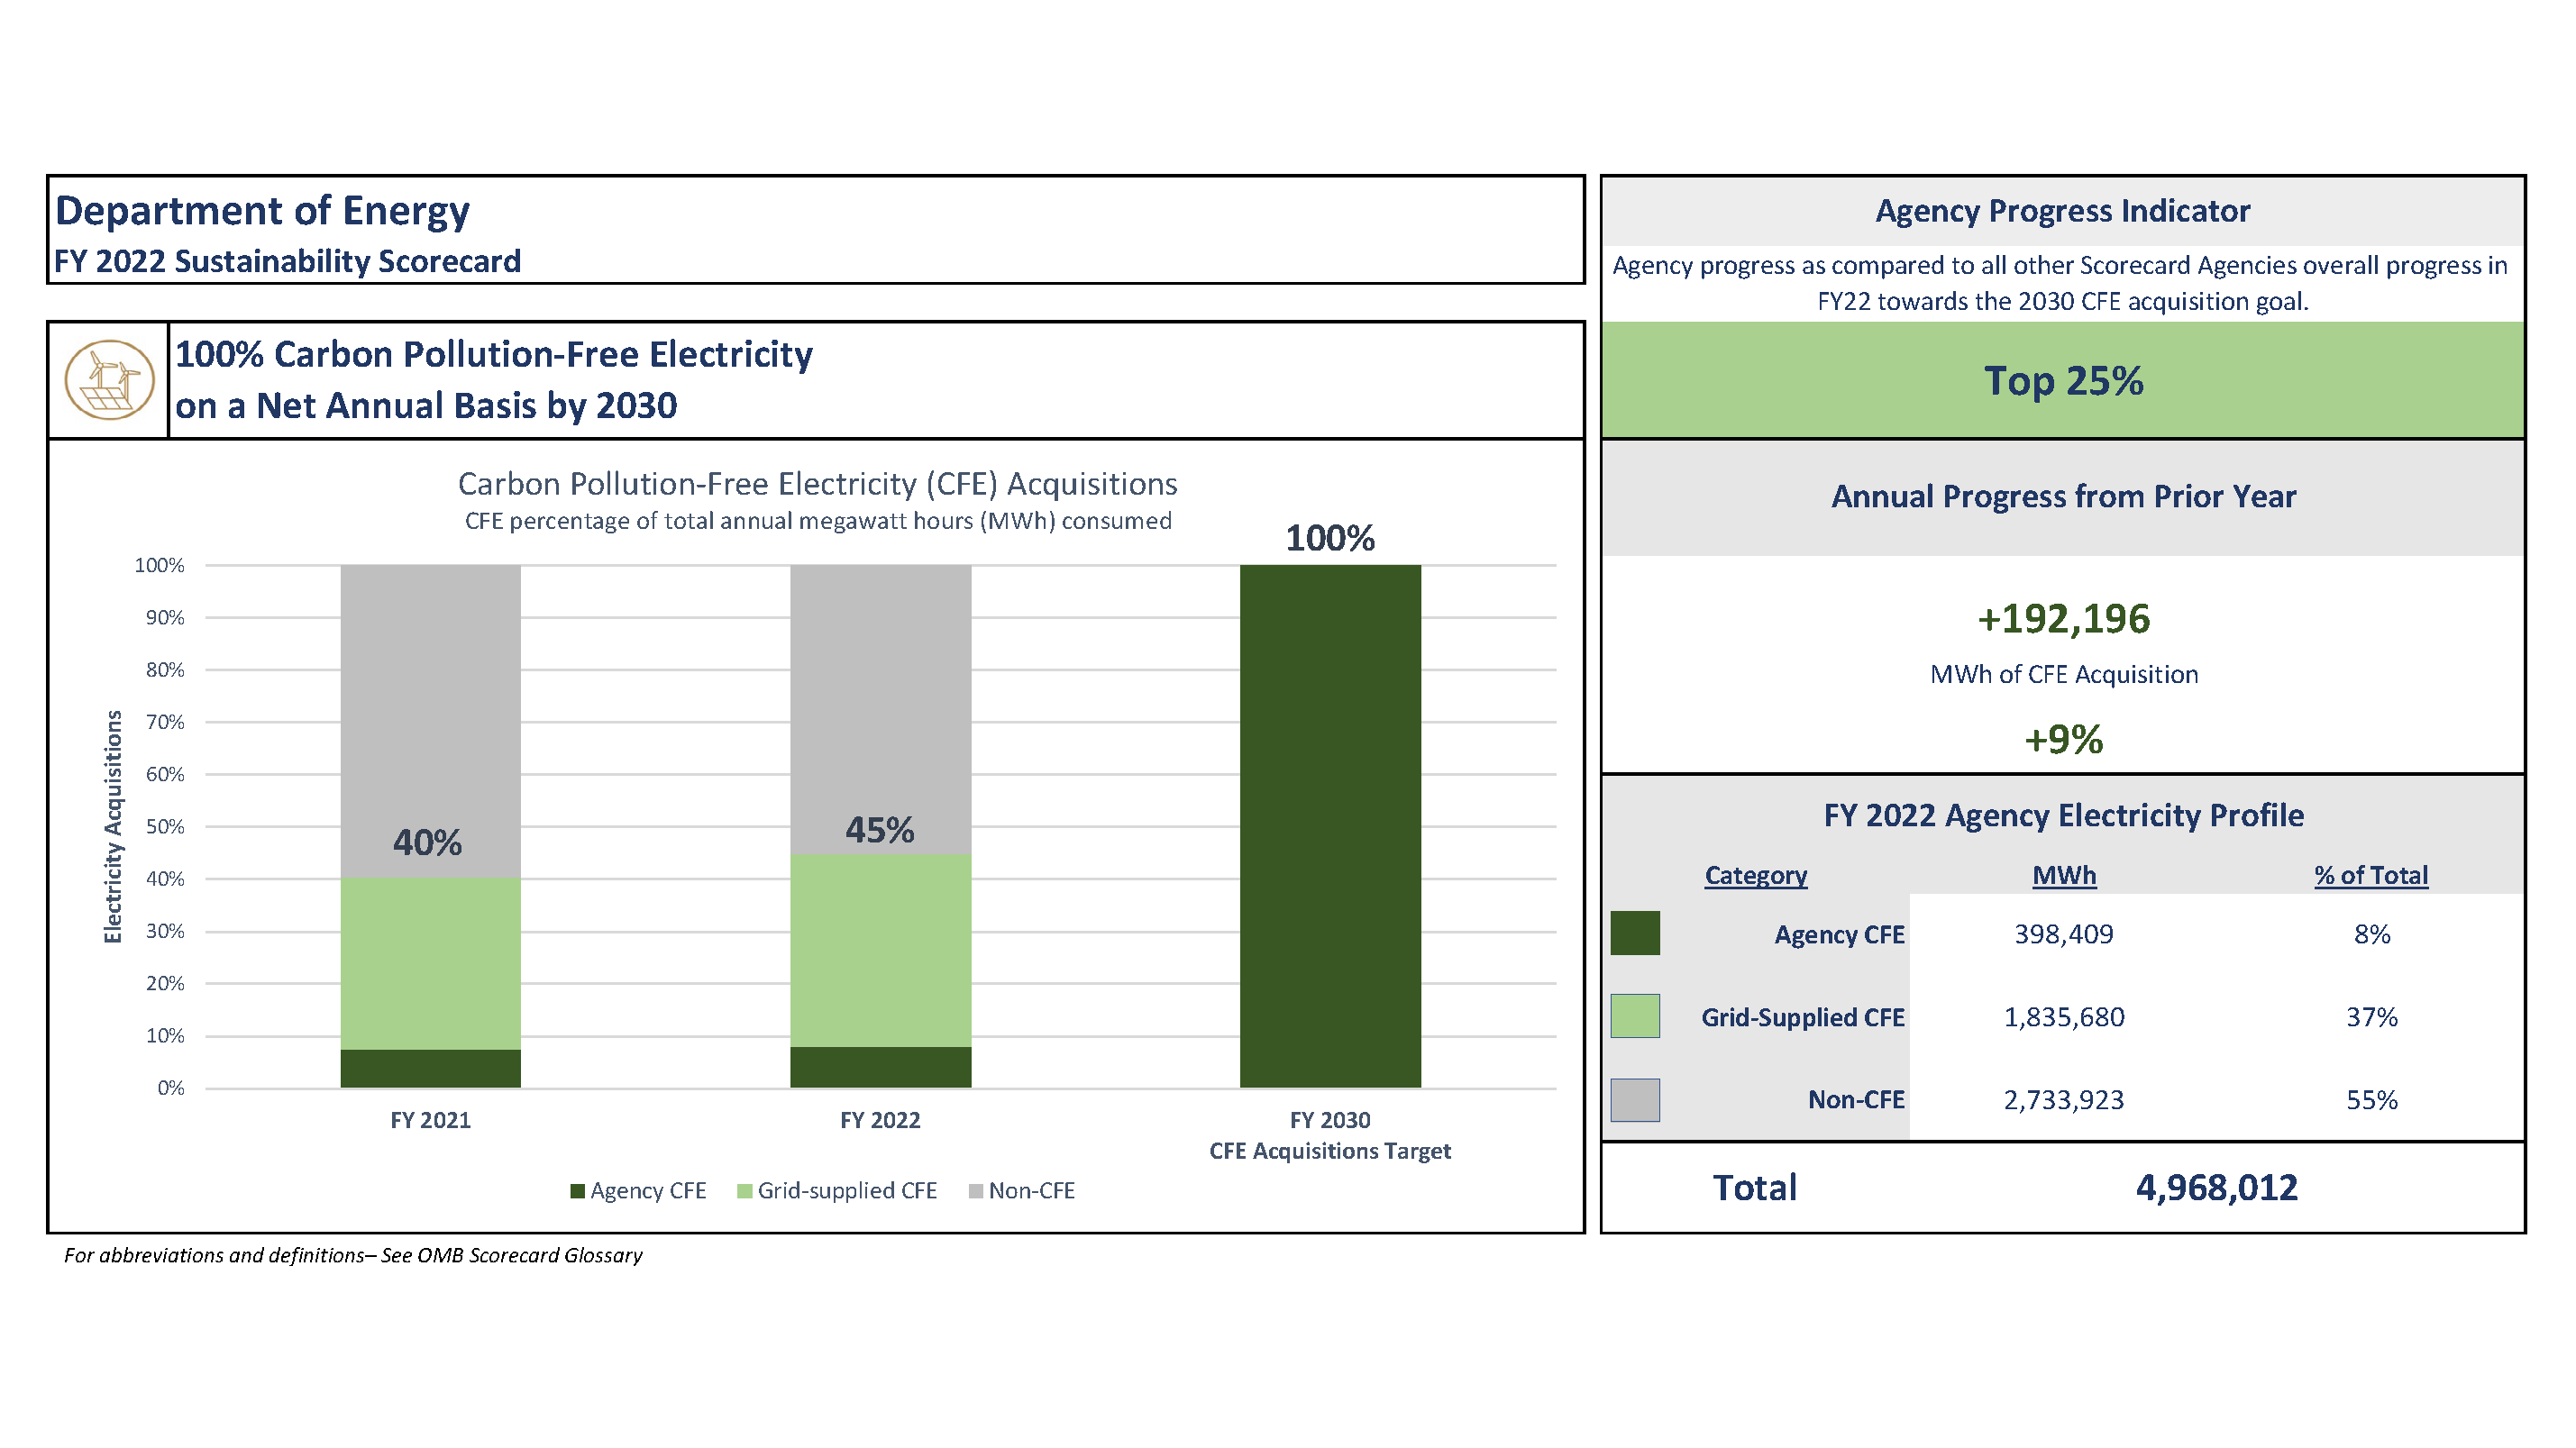 Department of Energy
FY 2022 Sustainability Scorecard
100% Carbon Pollution-Free Electricity
on a Net Annual Basis by 2030
Carbon Pollution-Free Electricity (CFE) Acquisitions
CFE percentage of total annual megawatt hours (MWh) consumed
100%
100%
90%
80%
70%
60%
50%
40%
30%
20%
10%
0%
Electricity Acquisitions
40%
45%
FY 2021
FY 2022
FY 2030
CFE Acquisitions Target
Agency CFE Grid-supplied CFE Non-CFE
For abbreviations and definitions– See OMB Scorecard Glossary
Agency Progress Indicator
Agency progress as compared to all other Scorecard Agencies overall progress in
FY22 towards the 2030 CFE acquisition goal.
Top 25%
Annual Progress from Prior Year
+192,196
MWh of CFE Acquisition
+9%
FY 2022 Agency Electricity Profile
Category MWh % of Total
Agency CFE 398,409 8%
Grid-Supplied CFE 1,835,680 37%
Non-CFE 2,733,923 55%
Total 4,968,012